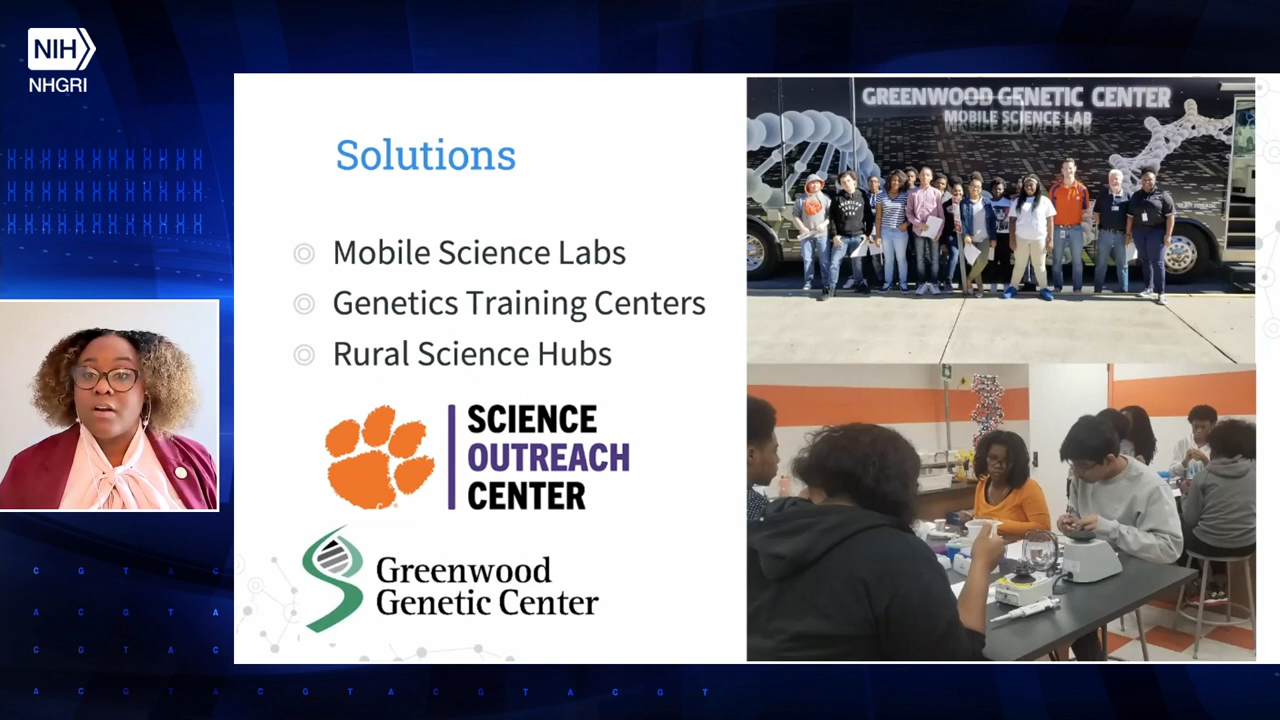 NIH
NHGRI
Solutions
Mobile Science Labs
Genetics Training Centers
Rural Science Hubs
SCIENCE
OUTREACH
CENTER
Greenwood
Genetic Center
GREENWOOD GENETIC CENTER
MOBILE SCIENCE LAB
C G T A C
A C G T A
C G T A C
A C G T A C G T A C G T A C G T